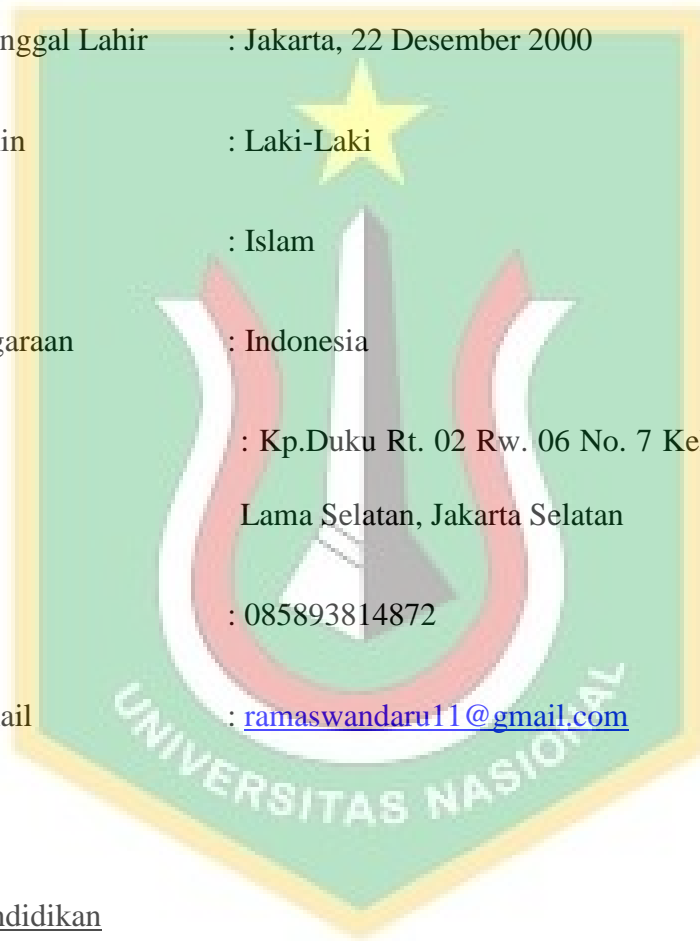 nggal Lahir : Jakarta, 22 Desember 2000
in : Laki-Laki
: Islam
garaan : Indonesia
: Kp.Duku Rt. 02 Rw. 06 No. 7 Ke
Lama Selatan, Jakarta Selatan
: 085893814872
ail : ramaswandaru11@gmail.com
UNIVERSITAS NASIONAL
ndidikan